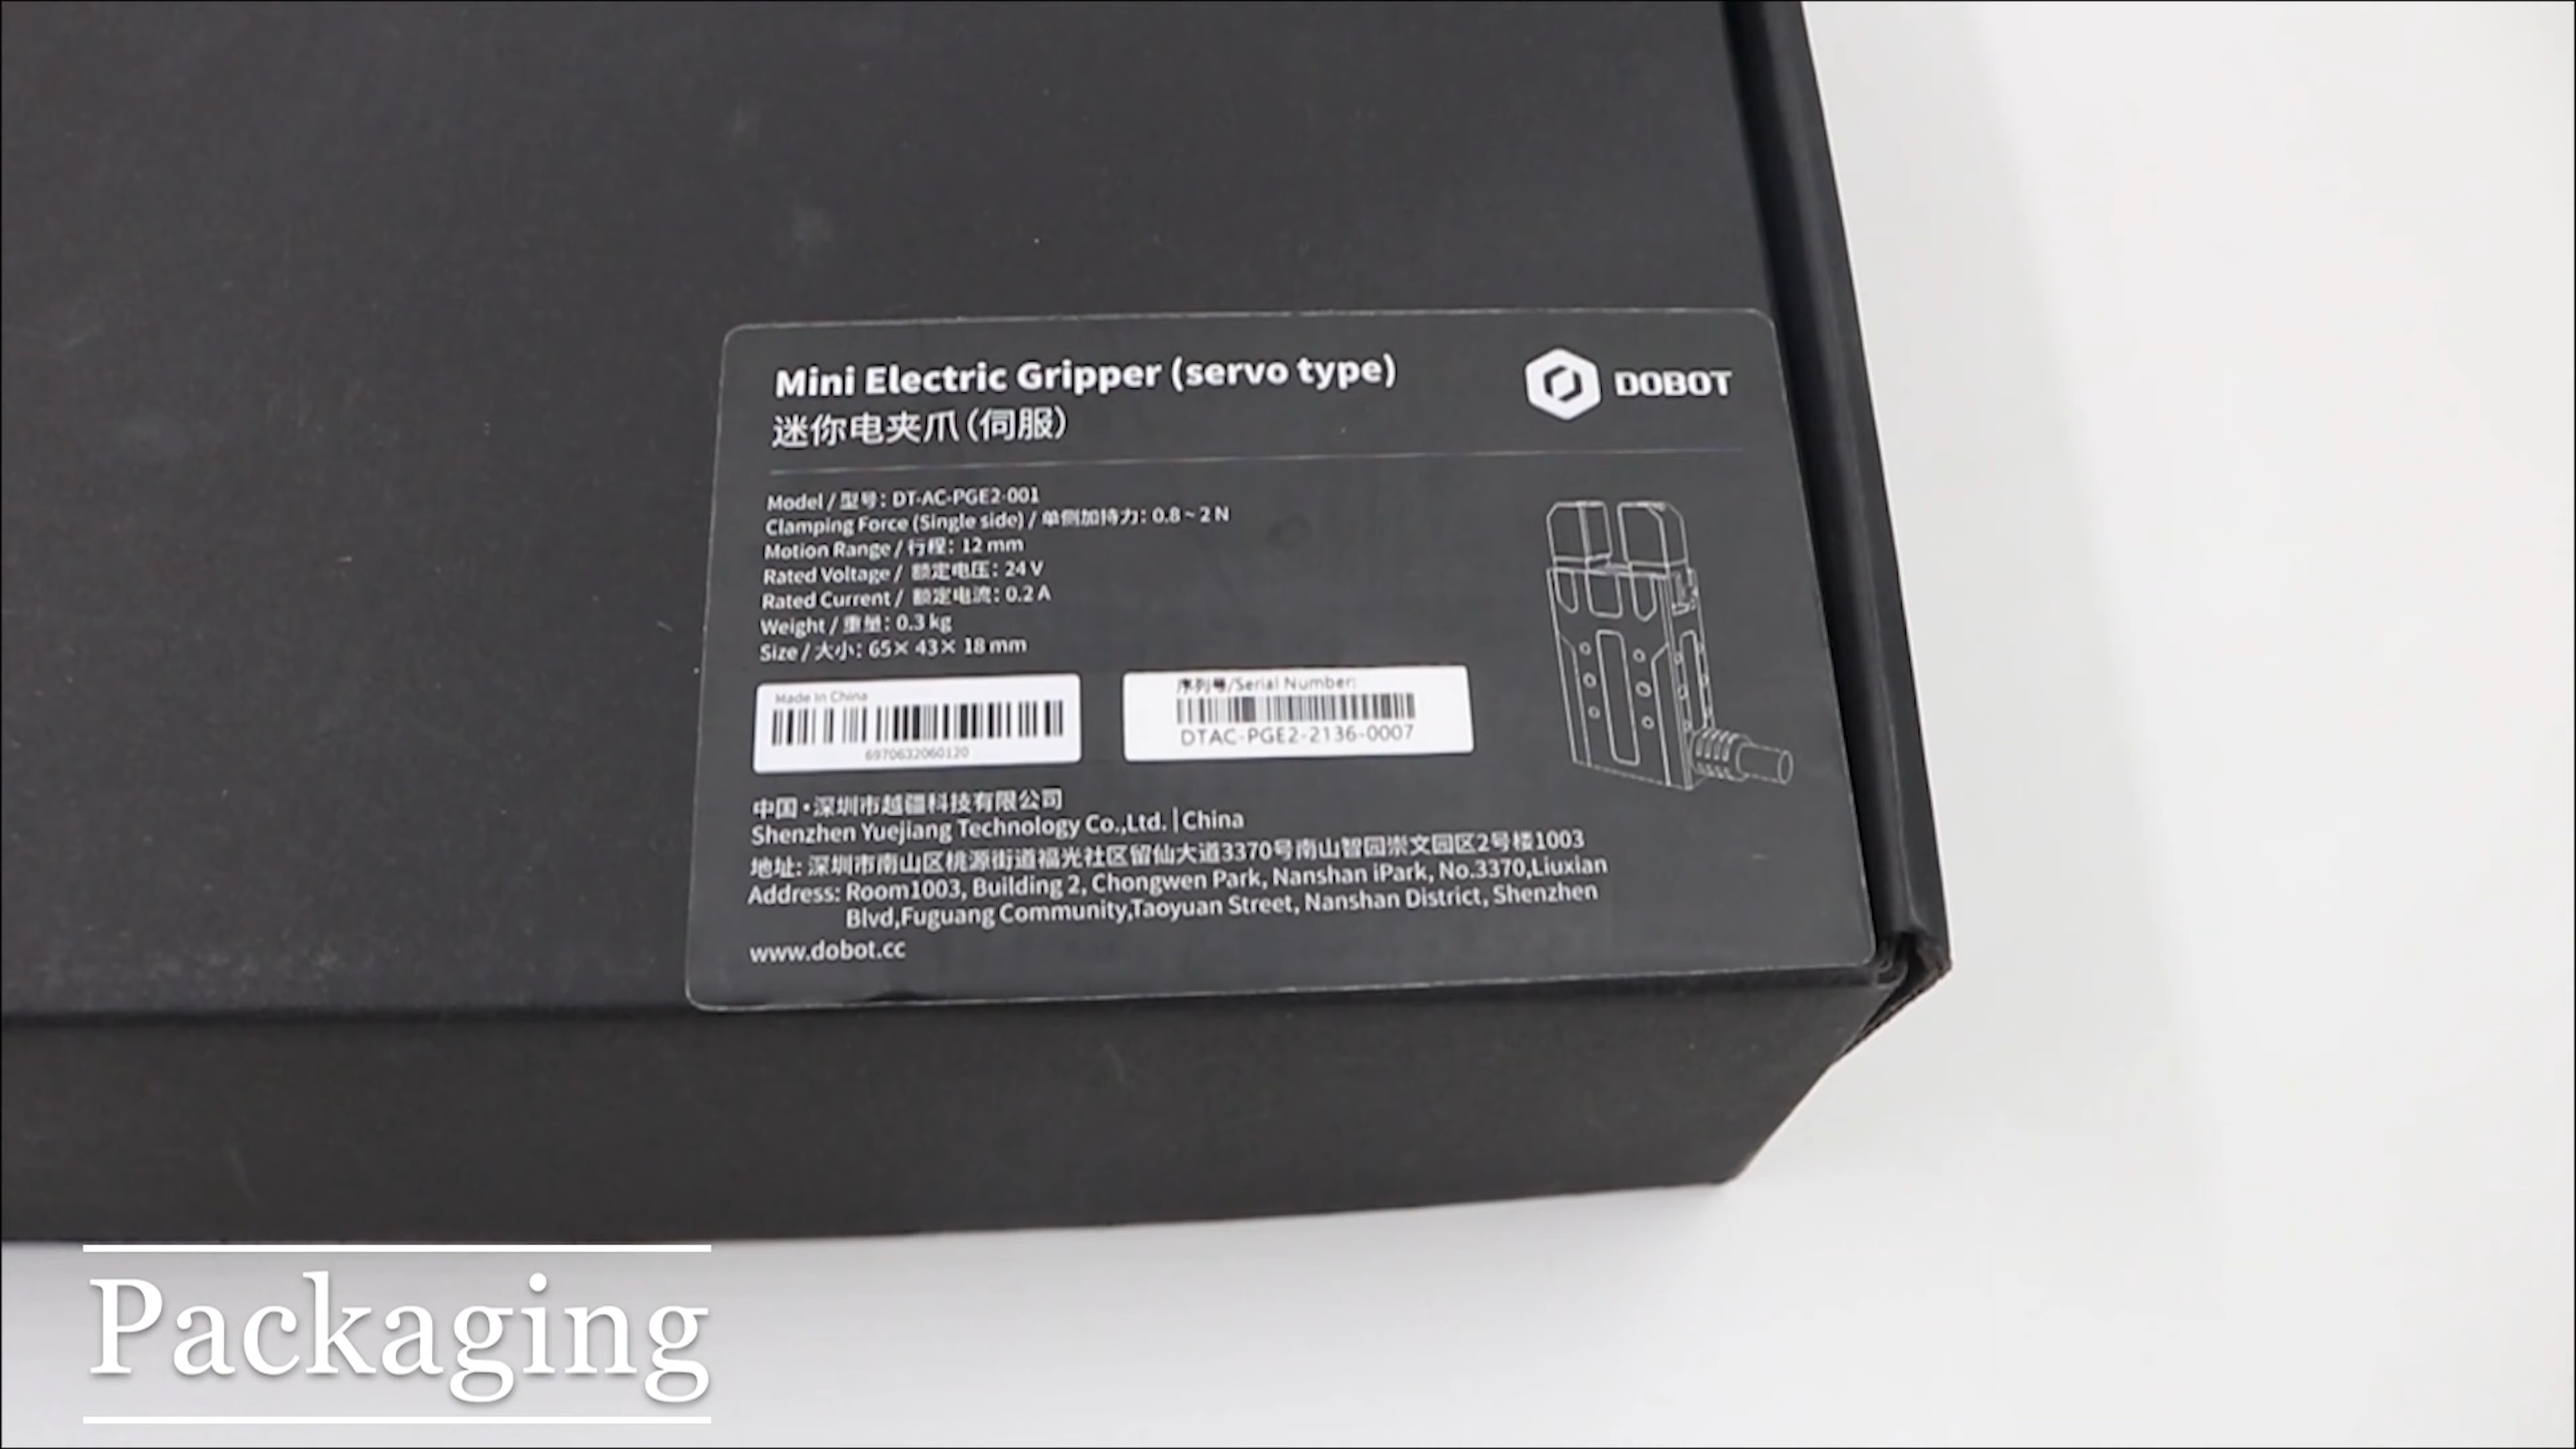 Mini Electric Gripper (servo type)
迷你电夹爪(伺服)
DOBOT
Model / 型号: DT-AC-PGE2-001
Clamping Force (Single side) / 单侧加持力: 0.8 ~ 2 N
Motion Range / 行程: 12 mm
Rated Voltage / 额定电压: 24 V
Rated Current / 额定电流: 0.2 A
Weight / 重量: 0.3 kg
Size / 大小: 65× 43× 18 mm
Made In China
6970632060120
序列号/Serial Number:
DTAC-PGE2-2136-0007
中国·深圳市越疆科技有限公司
Shenzhen Yuejiang Technology Co.,Ltd. | China
地址: 深圳市南山区桃源街道福光社区留仙大道3370号南山智园崇文园区2号楼1003
Address: Room1003, Building 2, Chongwen Park, Nanshan iPark, No.3370,Liuxian
Blvd,Fuguang Community,Taoyuan Street, Nanshan District, Shenzhen
www.dobot.cc
Packaging